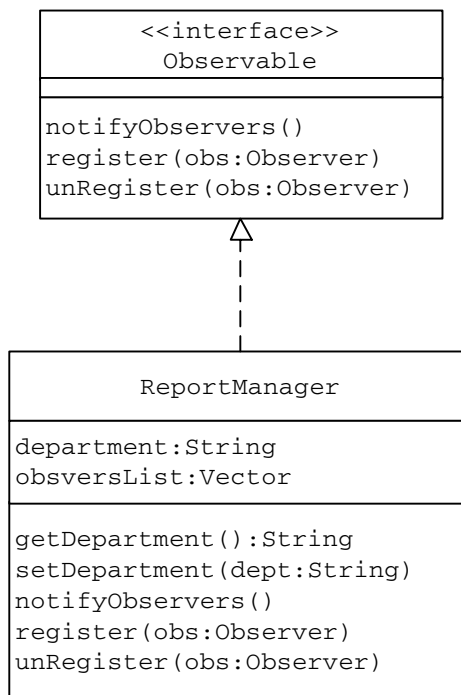 <<interface>>
Observable
notifyObservers()
register(obs:Observer)
unRegister(obs:Observer)
ReportManager
department:String
obsversList:Vector
getDepartment():String
setDepartment(dept:String)
notifyObservers()
register(obs:Observer)
unRegister(obs:Observer)